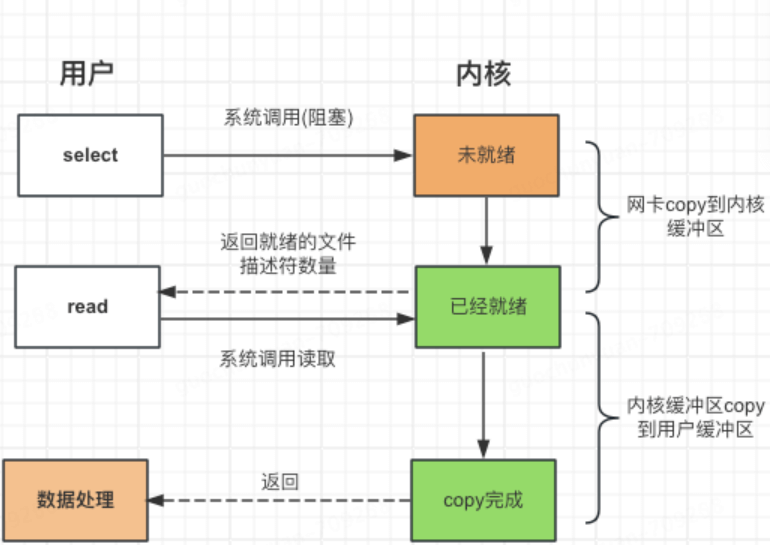 用户
内核
系统调用(阻塞)
select
未就绪
网卡copy到内核
缓冲区
返回就绪的文件
描述符数量
read
已经就绪
系统调用读取
内核缓冲区copy
到用户缓冲区
返回
数据处理
copy完成